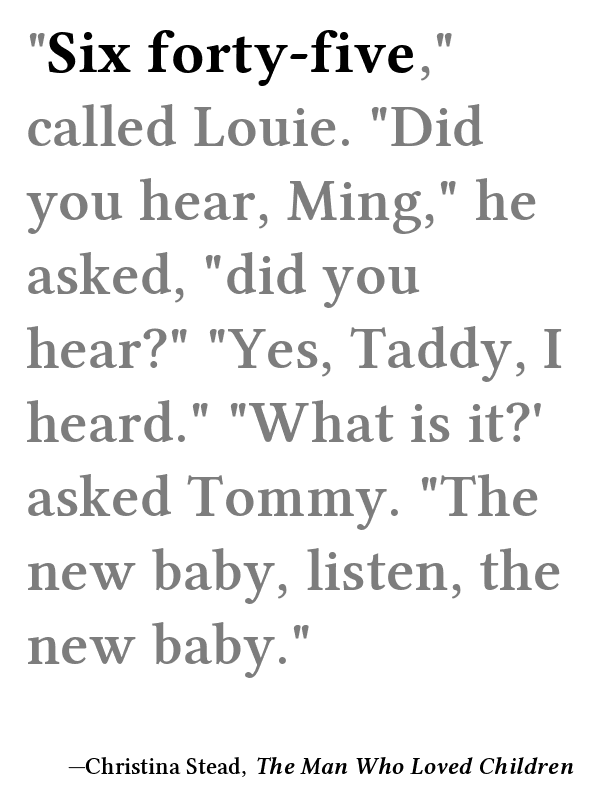 "Six forty-five,"
called Louie. "Did
you hear, Ming," he
asked, "did you
hear?" "Yes, Taddy, I
heard." "What is it?'
asked Tommy. "The
new baby, listen, the
new baby."
—Christina Stead, The Man Who Loved Children